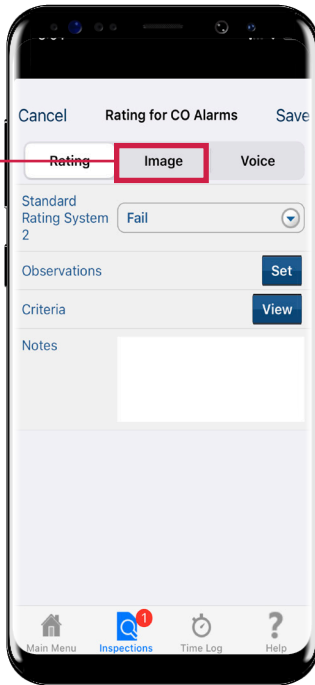 Cancel Rating for CO Alarms Save
Rating Image Voice
Standard
Rating System
2
Fail
Observations Set
Criteria View
Notes
1
Main Menu Inspections Time Log Help